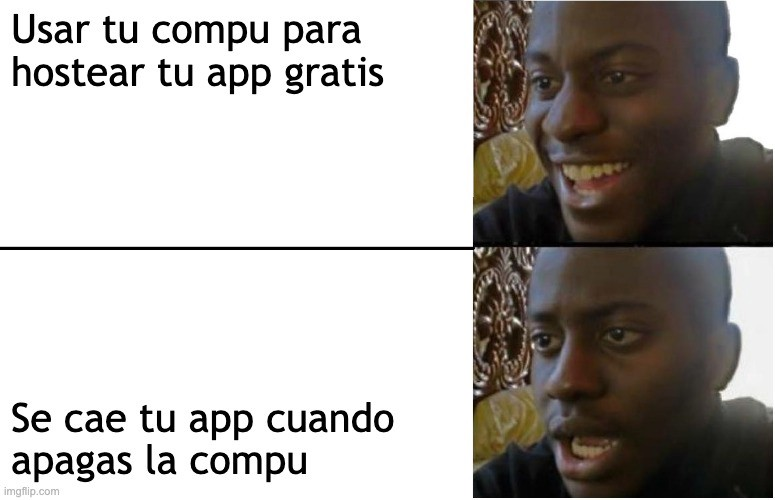 Usar tu compu para
hostear tu app gratis
Se cae tu app cuando
apagas la compu
imgflip.com